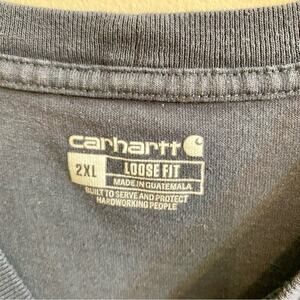 carhartt
2XL LOOSE FIT
MADE IN GUATEMALA
BUILT TO SERVE AND PROTECT
HARDWORKING PEOPLE